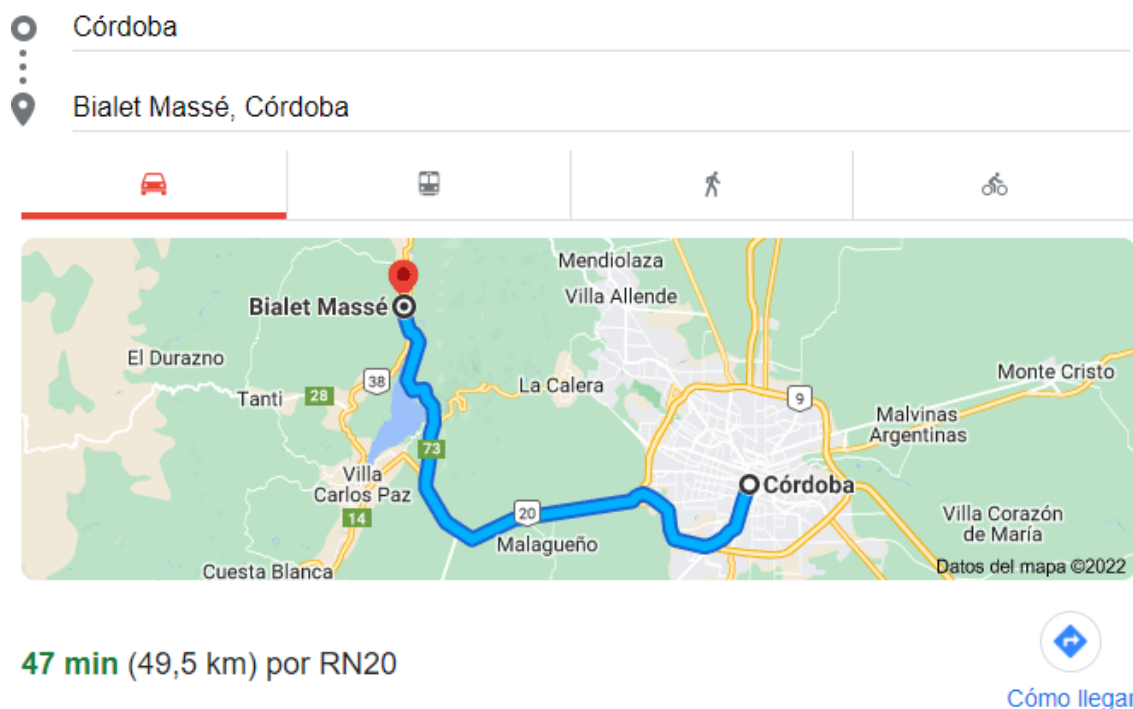 Córdoba
Bialet Massé, Córdoba
Mendiolaza
Villa Allende
Bialet Massé
El Durazno
38
La Calera
Monte Cristo
Tanti
28
9
Malvinas
Argentinas
73
Villa
Carlos Paz
Córdoba
14
20
Villa Corazón
de María
Malagueño
Cuesta Blanca
Datos del mapa ©2022
47 min (49,5 km) por RN20
Cómo llegar